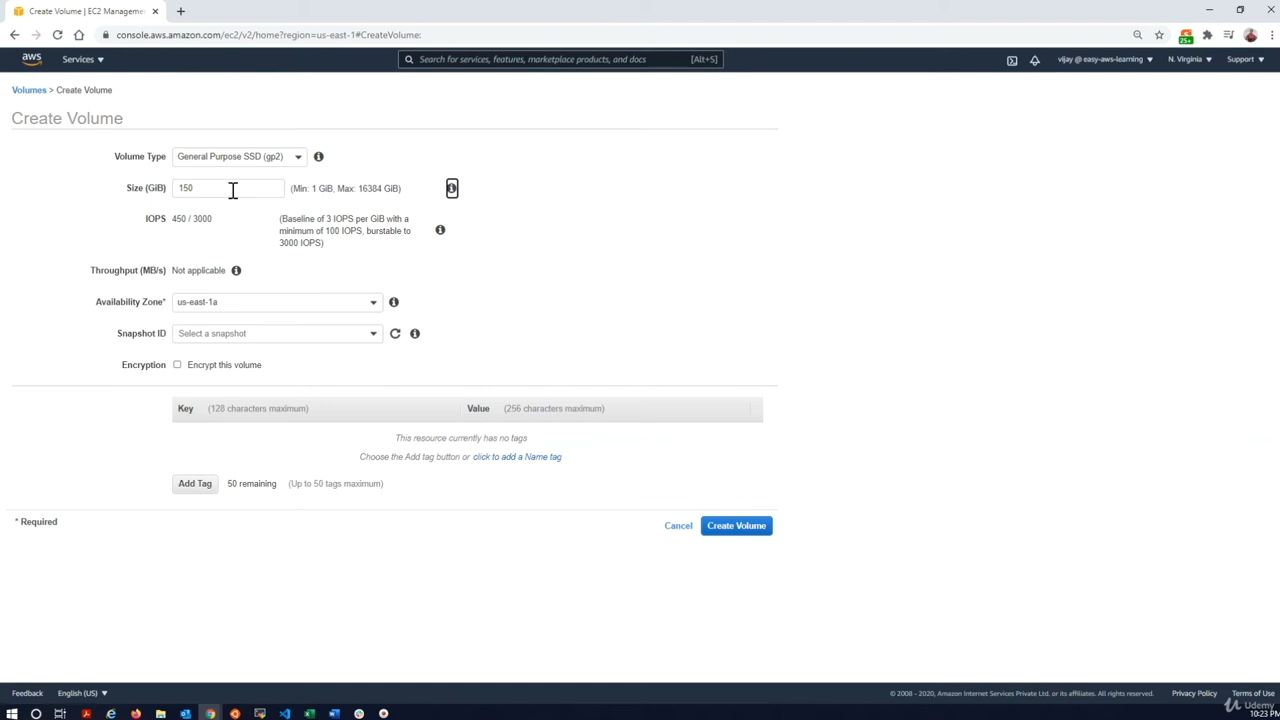 Create Volume | EC2 Managemen
console.aws.amazon.com/ec2/v2/home?region=us-east-1#CreateVolume:
25+
aws
Services
Search for services, features, marketplace products, and docs
[Alt+S]
vijay @ easy-aws-learning
N. Virginia
Support
Volumes > Create Volume
Create Volume
Volume Type
General Purpose SSD (gp2)
Size (GiB)
150
(Min: 1 GiB, Max: 16384 GiB)
IOPS
450 / 3000
(Baseline of 3 IOPS per GiB with a
minimum of 100 IOPS, burstable to
3000 IOPS)
Throughput (MB/s)
Not applicable
Availability Zone*
us-east-1a
Snapshot ID
Select a snapshot
Encryption
Encrypt this volume
Key
(128 characters maximum)
Value
(256 characters maximum)
This resource currently has no tags
Choose the Add tag button or click to add a Name tag
Add Tag
50 remaining
(Up to 50 tags maximum)
* Required
Cancel
Create Volume
Feedback
English (US)
© 2008 - 2020, Amazon Internet Services Private Ltd. or its affiliates. All rights reserved.
Privacy Policy
Terms of Use
Udemy
10:23 PM